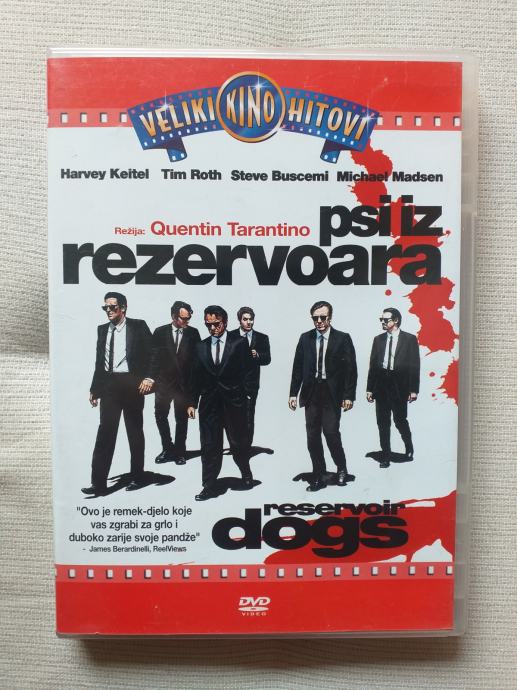 VELIKI KINO HITOVI
Harvey Keitel Tim Roth Steve Buscemi Michael Madsen
psi iz
Režija: Quentin Tarantino
rezervoara
"Ovo je remek-djelo koje
vas zgrabi za grlo i
duboko zarije svoje pandže"
- James Berardinelli, ReelViews
reservoir
dogs
DVD
VIDEO